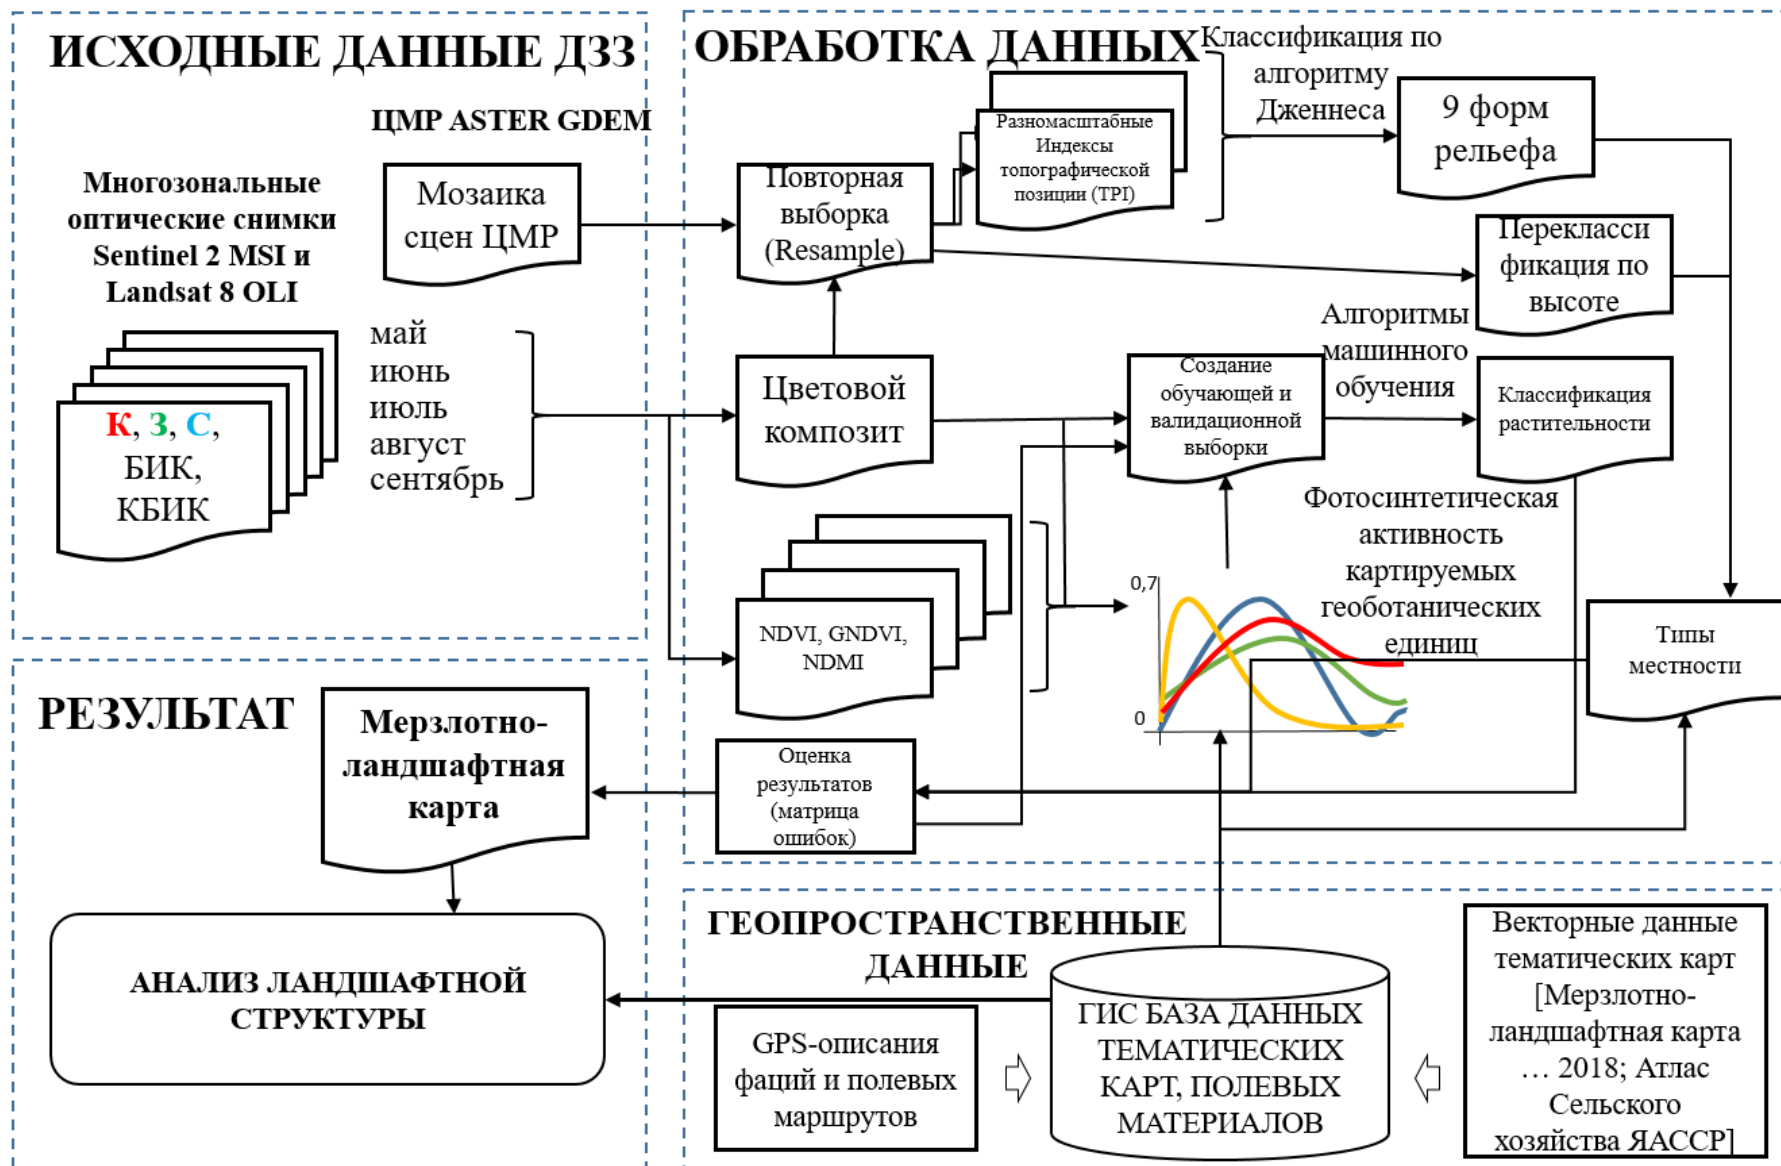 ИСХОДНЫЕ ДАННЫЕ ДЗЗ
ЦМР ASTER GDEM
Многозональные
оптические снимки
Sentinel 2 MSI и
Landsat 8 OLI
Мозаика
сцен ЦМР
К, З, С,
БИК,
КБИК
май
июнь
июль
август
сентябрь
ОБРАБОТКА ДАННЫХ
Классификация по
алгоритму
Дженнеса
Разномасштабные
Индексы
топографической
позиции (TPI)
9 форм
рельефа
Повторная
выборка
(Resample)
Переклассi
фикация по
высоте
Цветовой
композит
Создание
обучающей и
валидационной
выборки
Алгоритмы
машинного
обучения
Классификация
растительности
NDVI, GNDVI,
NDMI
Фотосинтетическая
активность
картируемых
геоботанических
единиц
0,7
0
Типы
местности
Оценка
результатов
(матрица
ошибок)
РЕЗУЛЬТАТ
Мерзлотно-
ландшафтная
карта
АНАЛИЗ ЛАНДШАФТНОЙ
СТРУКТУРЫ
ГЕОПРОСТРАНСТВЕННЫЕ
ДАННЫЕ
GPS-описания
фаций и полевых
маршрутов
ГИС БАЗА ДАННЫХ
ТЕМАТИЧЕСКИХ
КАРТ, ПОЛЕВЫХ
МАТЕРИАЛОВ
Векторные данные
тематических карт
[Мерзлотно-
ландшафтная карта
… 2018; Атлас
Сельского
хозяйства ЯАССР]